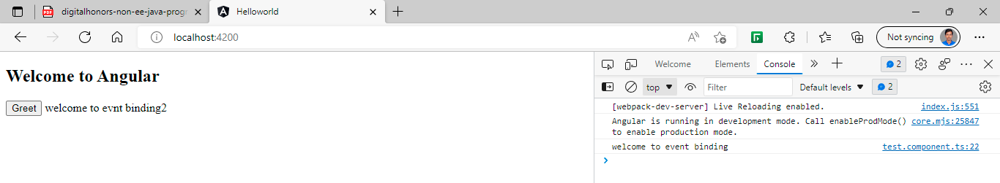 digitalhonors-non-ee-java-progr
Helloworld
localhost:4200
Not syncing
Welcome to Angular
Greet welcome to evnt binding2
Welcome Elements Console 2
top Filter Default levels 2
[webpack-dev-server] Live Reloading enabled. index.js:551
Angular is running in development mode. Call enableProdMode() core.mjs:25847
to enable production mode.
welcome to event binding test.component.ts:22